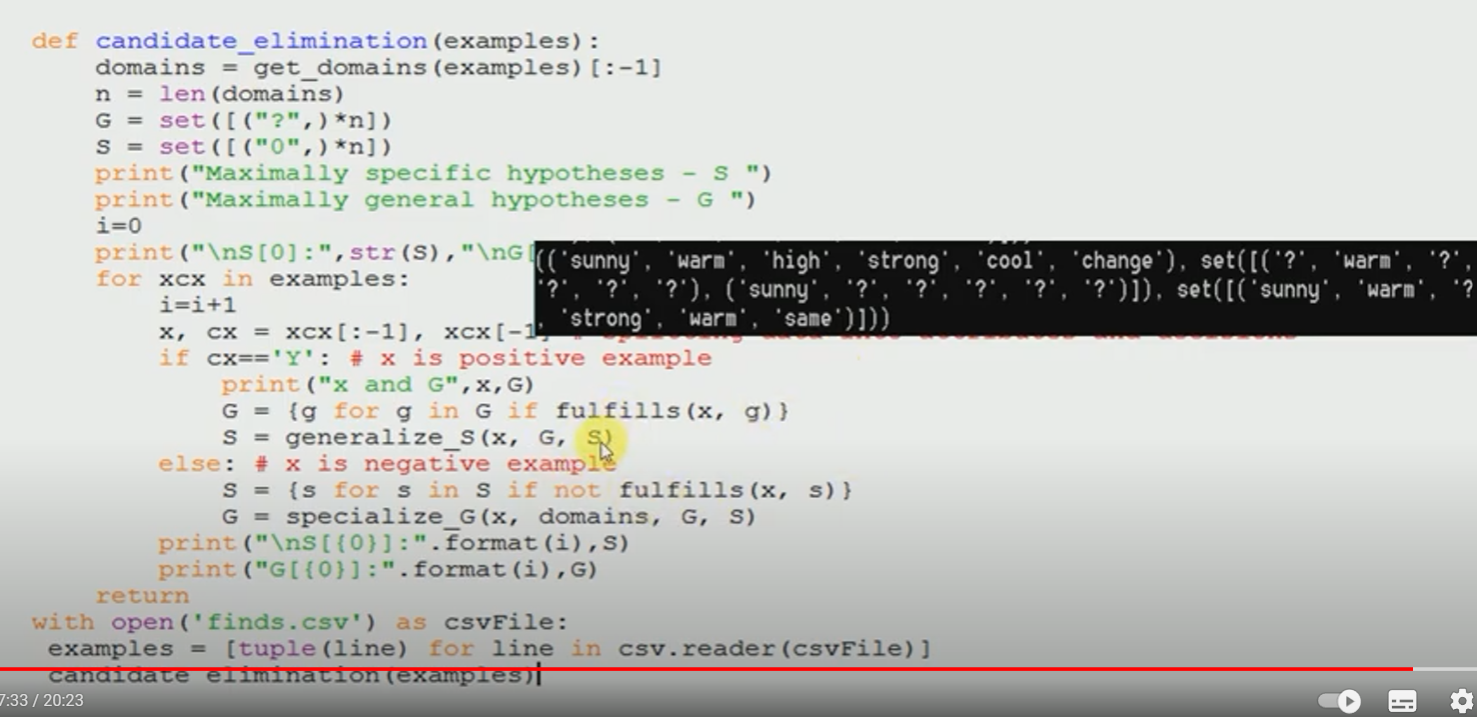 def candidate_elimination(examples):
    domains = get_domains(examples)[:-1]
    n = len(domains)
    G = set([("?",)*n])
    S = set([("0",)*n])
    print("Maximally specific hypotheses - S ")
    print("Maximally general hypotheses - G ")
    i=0
    print("\nS[0]:",str(S),"\nG[
(('sunny', 'warm', 'high', 'strong', 'cool', 'change'), set([('?', 'warm', '?',
'?', '?', '?'), ('sunny', '?', '?', '?', '?', '?')]), set([('sunny', 'warm', '?
, 'strong', 'warm', 'same')]))
    for xcx in examples:
        i=i+1
        x, cx = xcx[:-1], xcx[-1]
        if cx=='Y': # x is positive example
            print("x and G",x,G)
            G = {g for g in G if fulfills(x, g)}
            S = generalize_S(x, G, S)
        else: # x is negative example
            S = {s for s in S if not fulfills(x, s)}
            G = specialize_G(x, domains, G, S)
        print("\nS[{0}]:".format(i),S)
        print("G[{0}]:".format(i),G)
    return
with open('finds.csv') as csvFile:
 examples = [tuple(line) for line in csv.reader(csvFile)]
 candidate_elimination(examples)
7:33 / 20:23